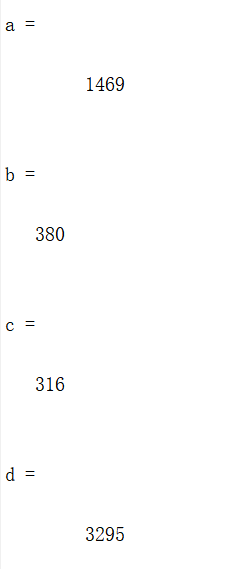 a =
1469
b =
380
c =
316
d =
3295